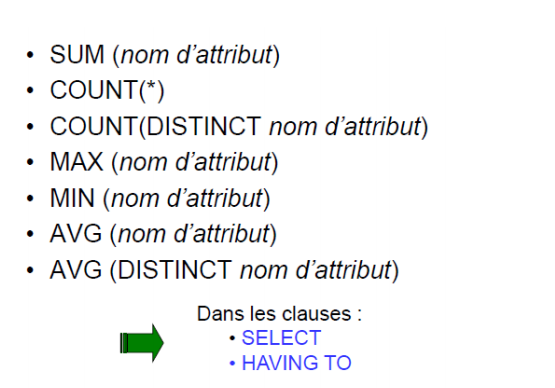 • SUM (nom d'attribut)
• COUNT(*)
• COUNT(DISTINCT nom d'attribut)
• MAX (nom d'attribut)
• MIN (nom d'attribut)
• AVG (nom d'attribut)
• AVG (DISTINCT nom d'attribut)
Dans les clauses :
• SELECT
• HAVING TO